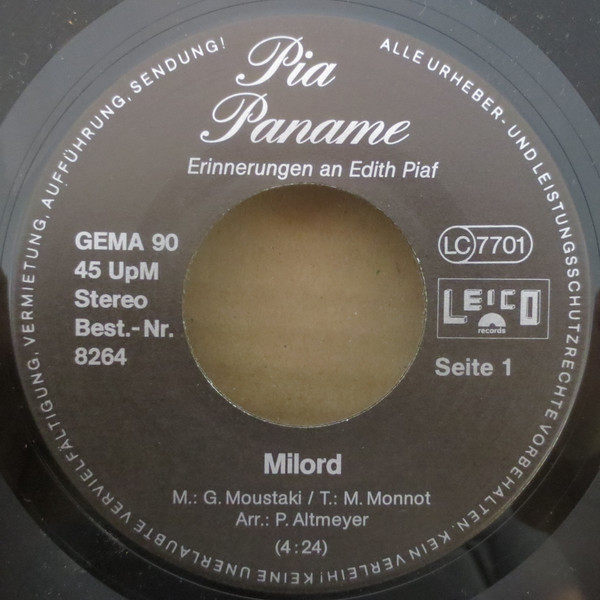 Pia
Paname
Erinnerungen an Edith Piaf
GEMA 90
45 UpM
Stereo
Best.-Nr.
8264
LC 7701
LEICO
records
Seite 1
Milord
M.: G. Moustaki / T.: M. Monnot
Arr.: P. Altmeyer
(4:24)
ALLE URHEBER- UND LEISTUNGSSCHUTZRECHTE VORBEHALTEN. KEIN VERLEIH! KEINE UNERLAUBTE VERVIELFÄLTIGUNG, VERMIETUNG, AUFFÜHRUNG, SENDUNG!